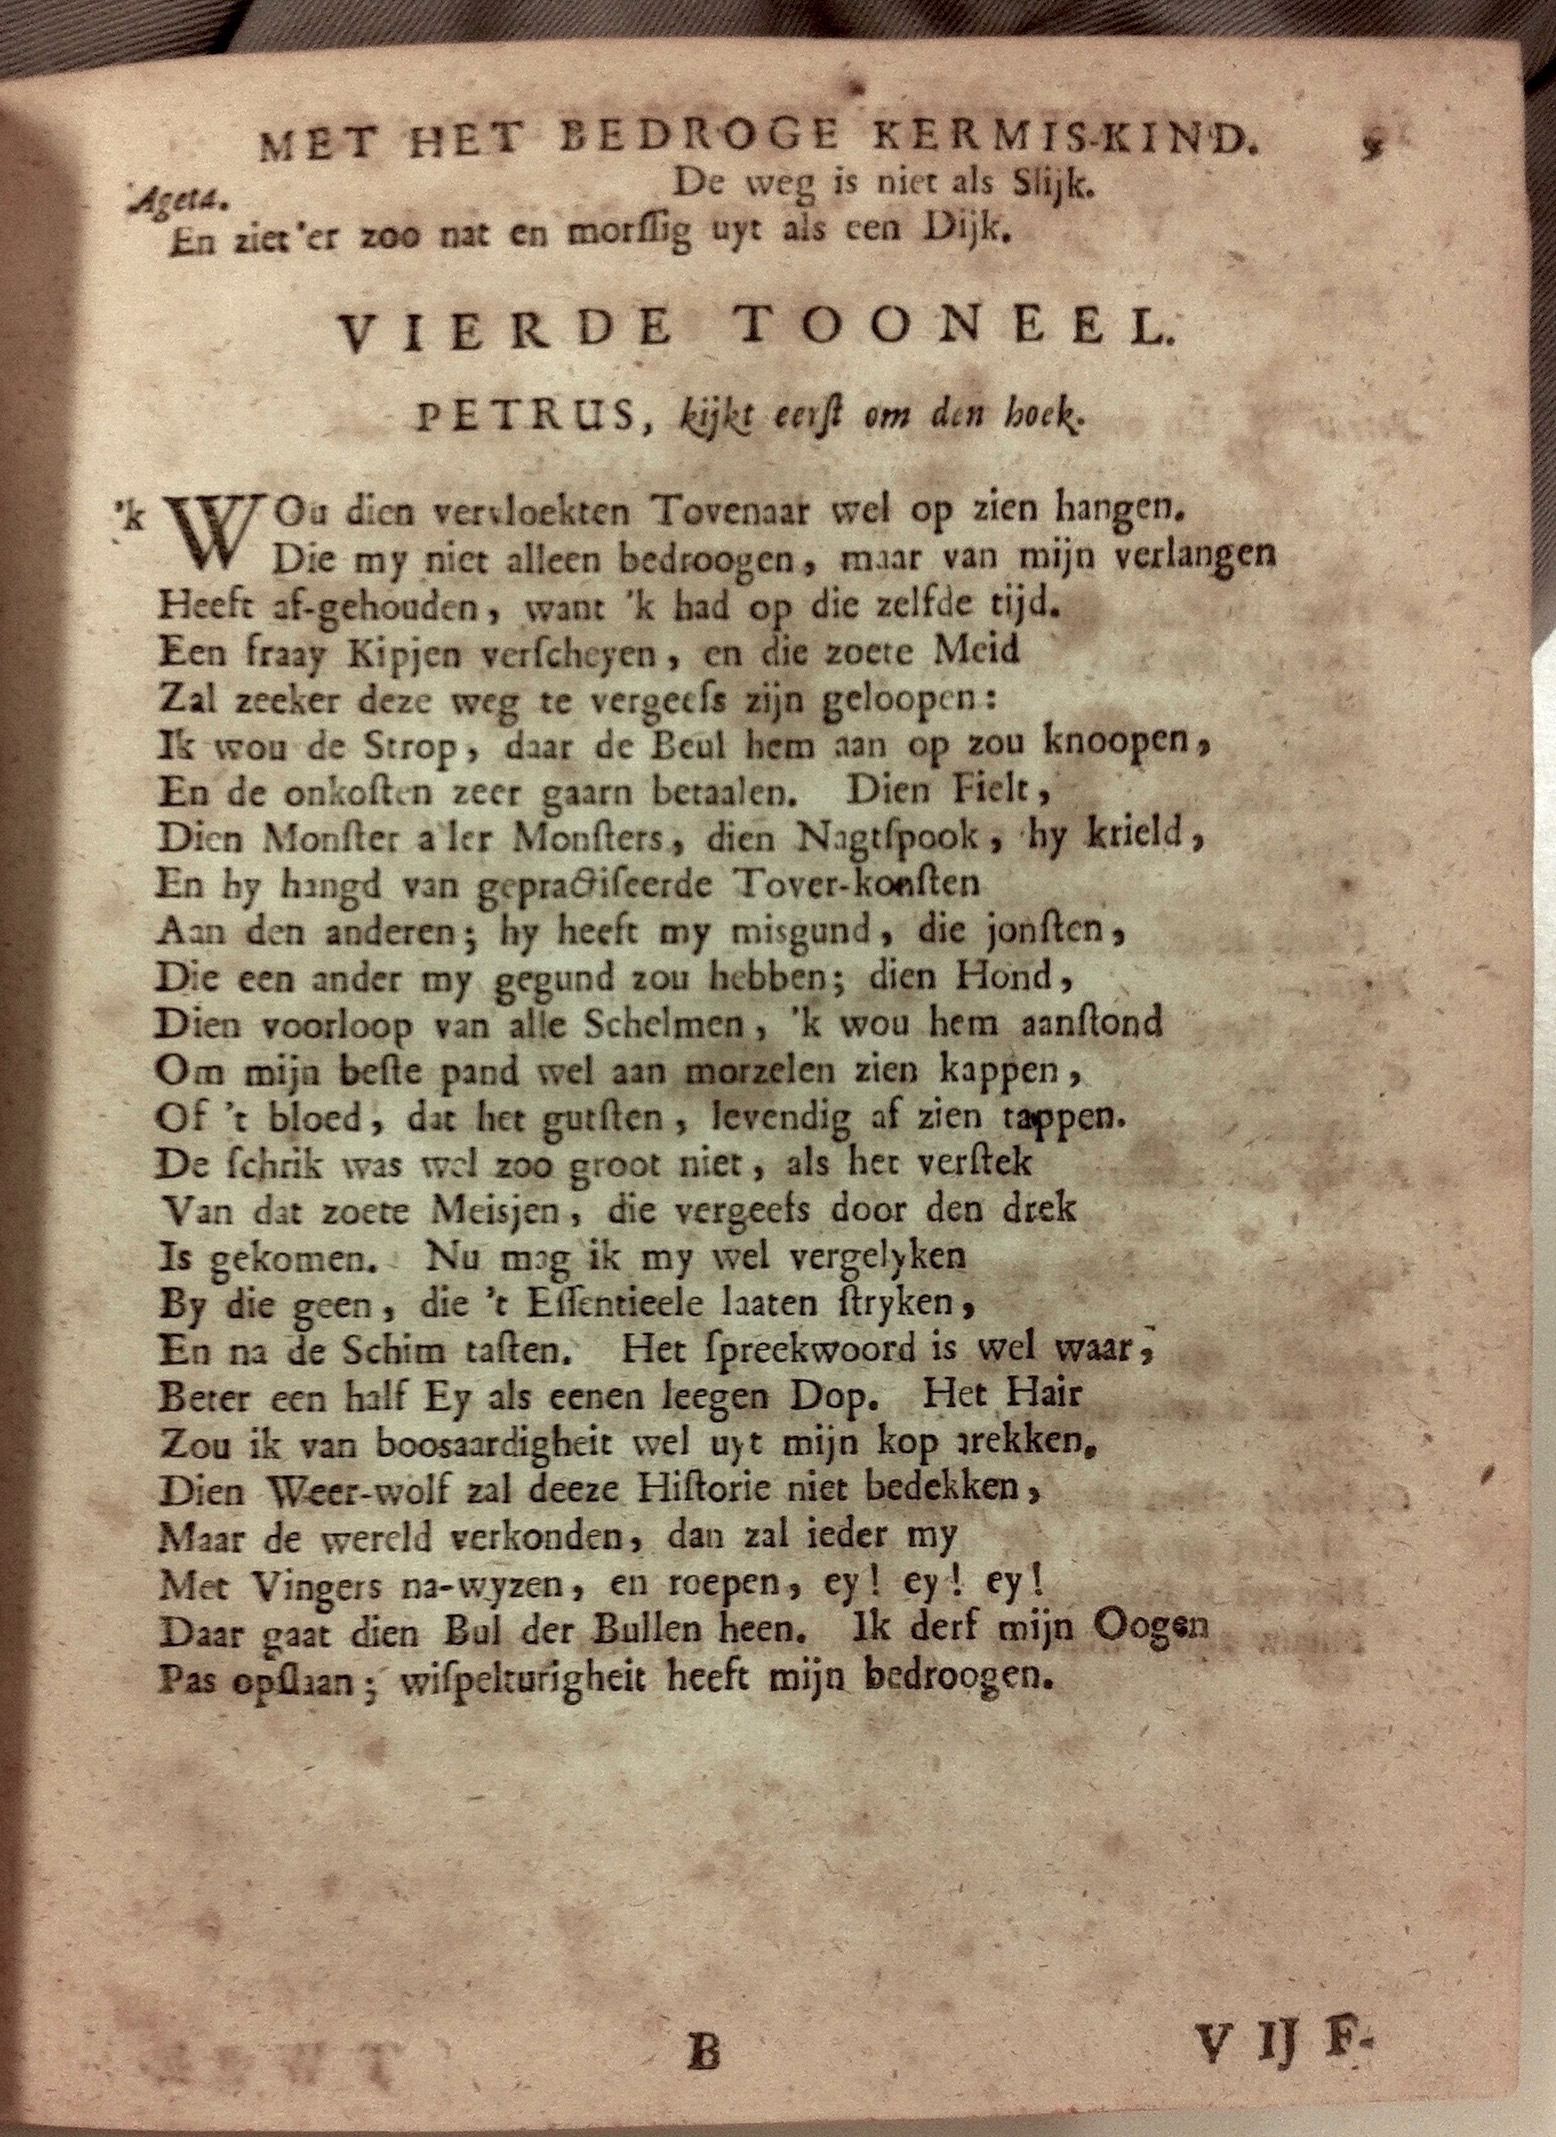 MET HET BEDROGE KERMIS-KIND. 9
De weg is niet als Slijk.
Ageta.
En ziet'er zoo nat en morſſig uyt als een Dijk.
VIERDE TOONEEL.
PETRUS, kijkt eerſt om den hoek.
'k WOu dien vervloekten Tovenaar wel op zien hangen.
Die my niet alleen bedroogen, maar van mijn verlangen
Heeft af-gehouden, want 'k had op die zelfde tijd.
Een fraay Kipjen verſcheyen, en die zoete Meid
Zal zeeker deze weg te vergeefs zijn geloopen:
Ik wou de Strop, daar de Beul hem aan op zou knoopen,
En de onkoſten zeer gaarn betaalen. Dien Fielt,
Dien Monſter aler Monſters, dien Nagtſpook, hy krield,
En hy hangd van gepractiſeerde Tover-konſten
Aan den anderen; hy heeft my misgund, die jonſten,
Die een ander my gegund zou hebben; dien Hond,
Dien voorloop van alle Schelmen, 'k wou hem aanſtond
Om mijn beſte pand wel aan morzelen zien kappen,
Of 't bloed, dat het gutſten, levendig af zien tappen.
De ſchrik was wel zoo groot niet, als het verſtek
Van dat zoete Meisjen, die vergeefs door den drek
Is gekomen. Nu mag ik my wel vergelyken
By die geen, die 't Eſſentieele laaten ſtryken,
En na de Schim taſten. Het ſpreekwoord is wel waar,
Beter een half Ey als eenen leegen Dop. Het Hair
Zou ik van boosaardigheit wel uyt mijn kop trekken,
Dien Weer-wolf zal deeze Hiſtorie niet bedekken,
Maar de wereld verkonden, dan zal ieder my
Met Vingers na-wyzen, en roepen, ey! ey! ey!
Daar gaat dien Bul der Bullen heen. Ik derf mijn Oogen
Pas opſlaan; wiſpelturigheit heeft mijn bedroogen.
B VIJF-